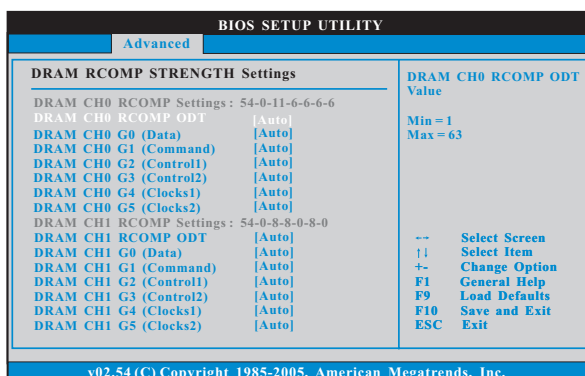 BIOS SETUP UTILITY
Advanced
DRAM RCOMP STRENGTH Settings
DRAM CH0 RCOMP Settings : 54-0-11-6-6-6-6
DRAM CH0 RCOMP ODT [Auto]
DRAM CH0 G0 (Data) [Auto]
DRAM CH0 G1 (Command) [Auto]
DRAM CH0 G2 (Control1) [Auto]
DRAM CH0 G3 (Control2) [Auto]
DRAM CH0 G4 (Clocks1) [Auto]
DRAM CH0 G5 (Clocks2) [Auto]
DRAM CH1 RCOMP Settings : 54-0-8-8-0-8-0
DRAM CH1 RCOMP ODT [Auto]
DRAM CH1 G0 (Data) [Auto]
DRAM CH1 G1 (Command) [Auto]
DRAM CH1 G2 (Control1) [Auto]
DRAM CH1 G3 (Control2) [Auto]
DRAM CH1 G4 (Clocks1) [Auto]
DRAM CH1 G5 (Clocks2) [Auto]
DRAM CH0 RCOMP ODT
Value
Min = 1
Max = 63
←→ Select Screen
↑↓ Select Item
+- Change Option
F1 General Help
F9 Load Defaults
F10 Save and Exit
ESC Exit
v02.54 (C) Copyright 1985-2005, American Megatrends, Inc.